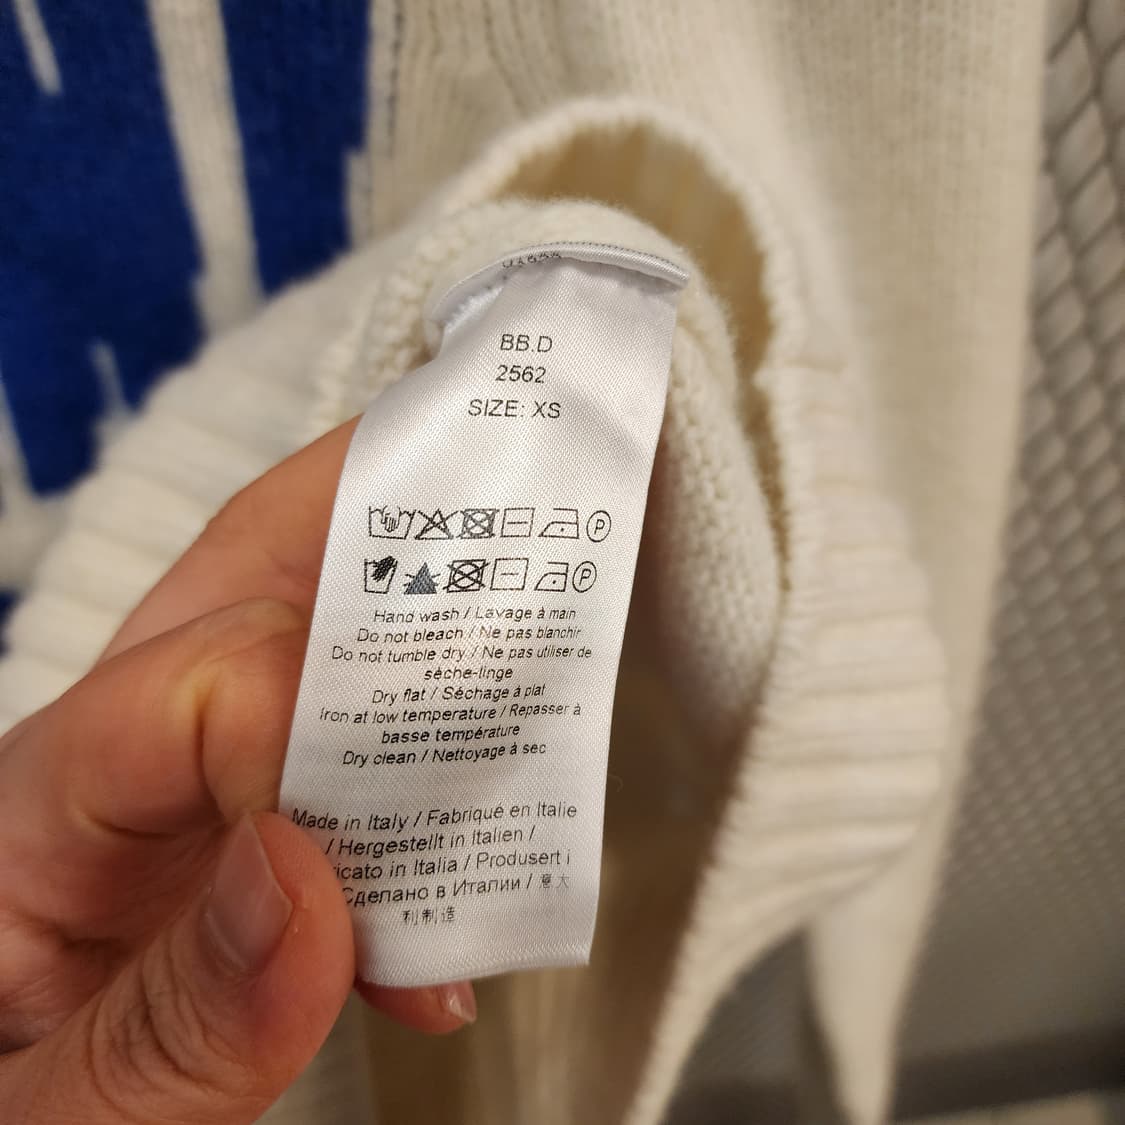 BB.D
2562
SIZE: XS
P
P
Hand wash / Lavage à main
Do not bleach / Ne pas blanchir
Do not tumble dry / Ne pas utiliser de
sèche-linge
Dry flat / Séchage à plat
Iron at low temperature / Repasser à
basse température
Dry clean / Nettoyage à sec
Made in Italy / Fabriqué en Italie
/ Hergestellt in Italien /
icato in Italia / Produsert i
Сделано в Италии / 意大
利制造